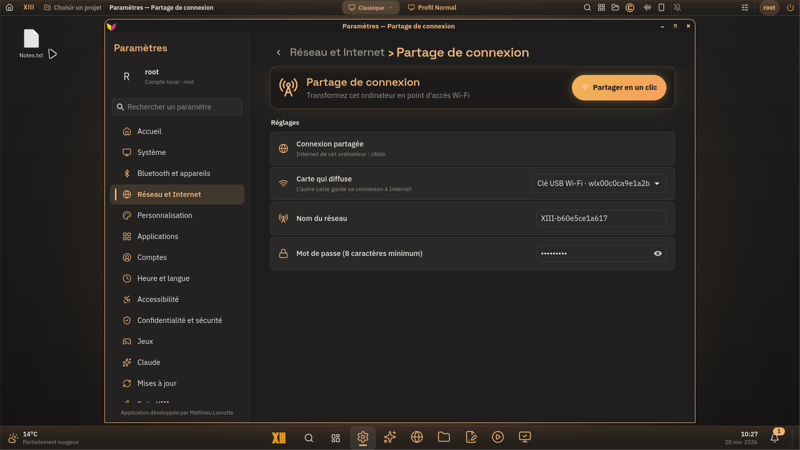 XIII
Choisir un projet
Paramètres — Partage de connexion
Classique
Profil Normal
root
Notes.txt
Paramètres — Partage de connexion
Paramètres
R
root
Compte local · root
Rechercher un paramètre
Accueil
Système
Bluetooth et appareils
Réseau et Internet
Personnalisation
Applications
Comptes
Heure et langue
Accessibilité
Confidentialité et sécurité
Jeux
Claude
Mises à jour
Application développée par Matthieu Lamotte
Réseau et Internet > Partage de connexion
Partage de connexion
Transformez cet ordinateur en point d'accès Wi-Fi
Partager en un clic
Réglages
Connexion partagée
Internet de cet ordinateur : câble
Carte qui diffuse
L'autre carte garde sa connexion à Internet
Clé USB Wi-Fi · wlx00c0ca9e1a2b
Nom du réseau
XIII-b60e5ce1a617
Mot de passe (8 caractères minimum)
•••••••••
14°C
Partiellement nuageux
XIII
10:27
28 nov. 2026
1